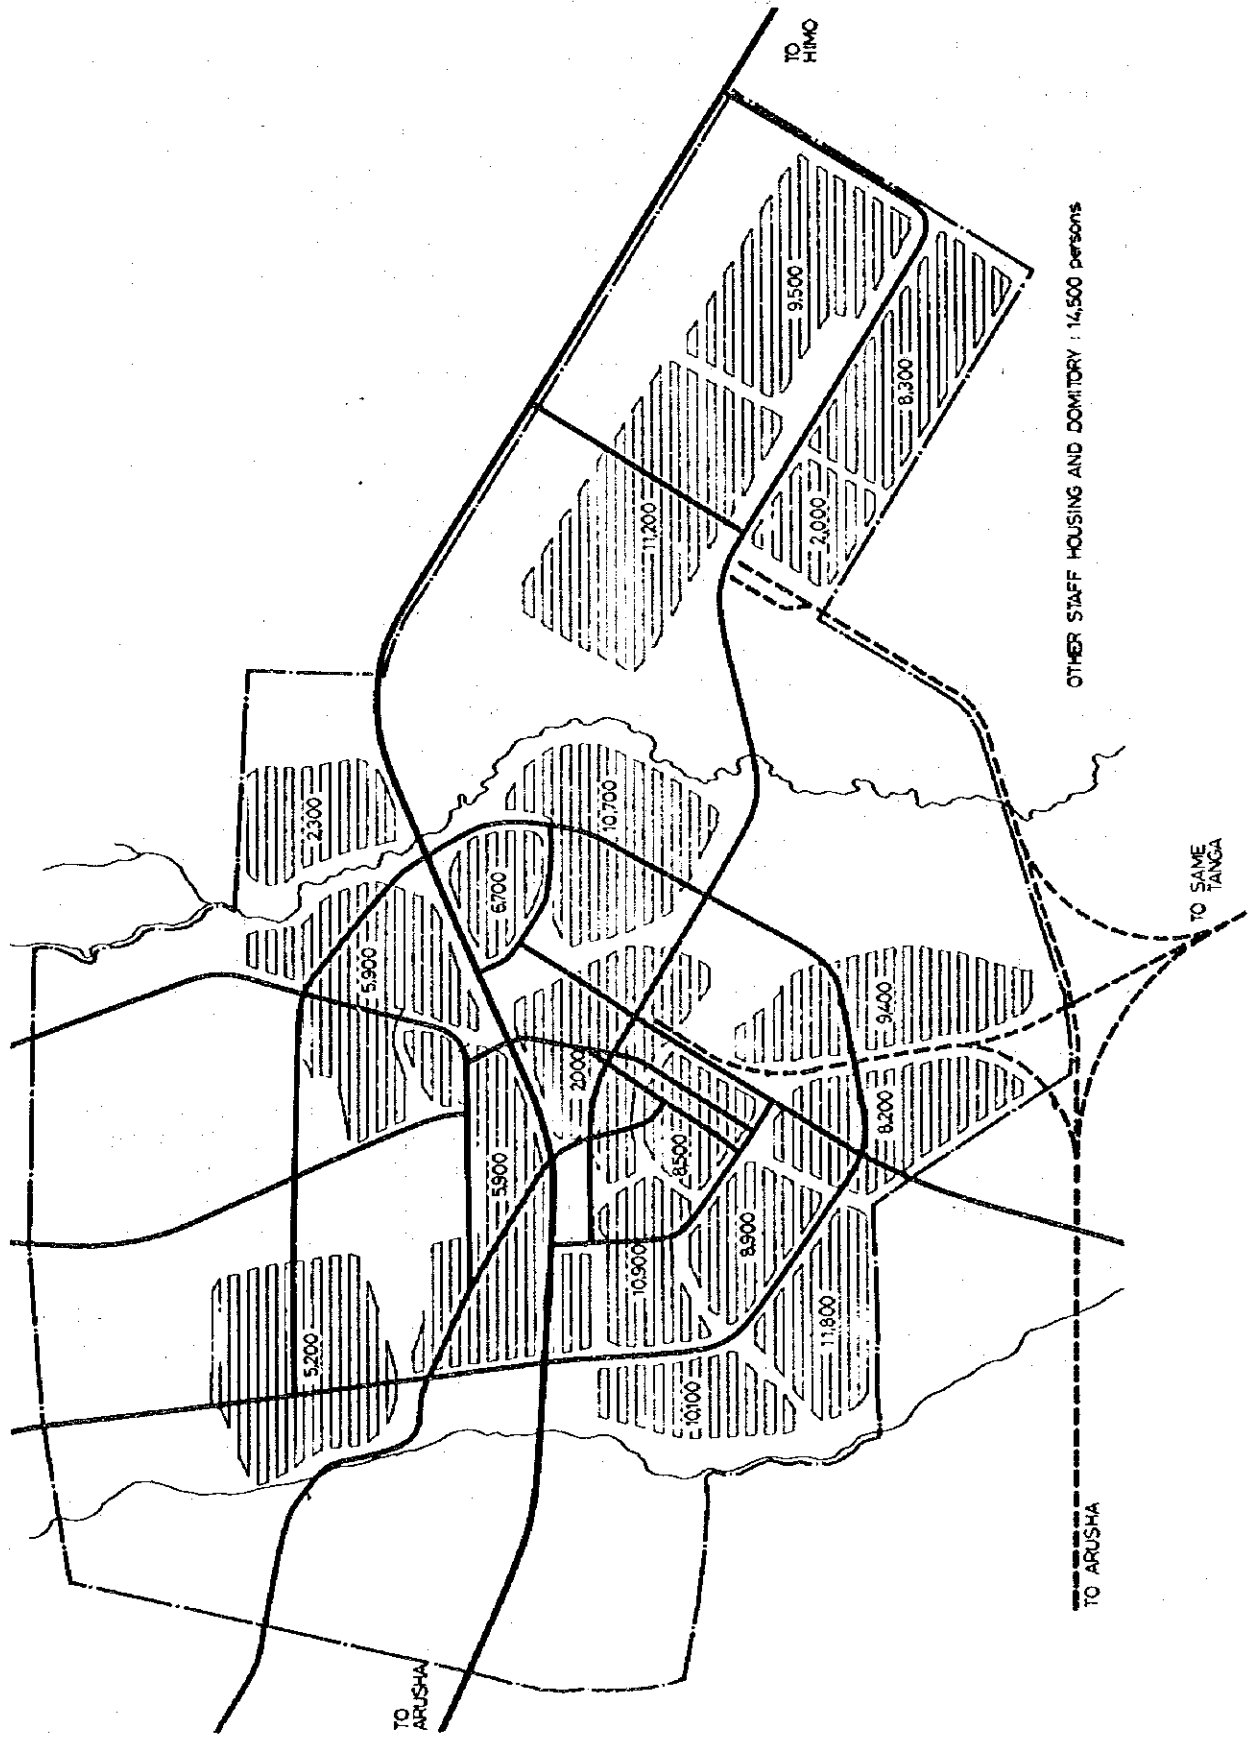 TO
HIMO
9,500
8,300
11,200
2,000
OTHER STAFF HOUSING AND DOMITORY : 14,500 persons
2,300
10,700
6,700
5,900
TO SAME
TANGA
9,400
2,000
8,200
8,500
5,900
8,900
10,900
11,800
5,200
10,100
TO ARUSHA
TO
ARUSHA